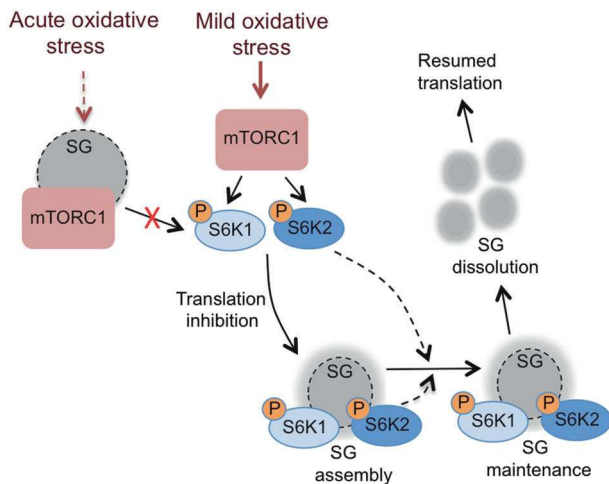 Acute oxidative
stress
Mild oxidative
stress
Resumed
translation
SG
mTORC1
mTORC1
X
P
S6K1
P
S6K2
SG
dissolution
Translation
inhibition
SG
P
S6K1
P
S6K2
SG
assembly
SG
P
S6K1
P
S6K2
SG
maintenance